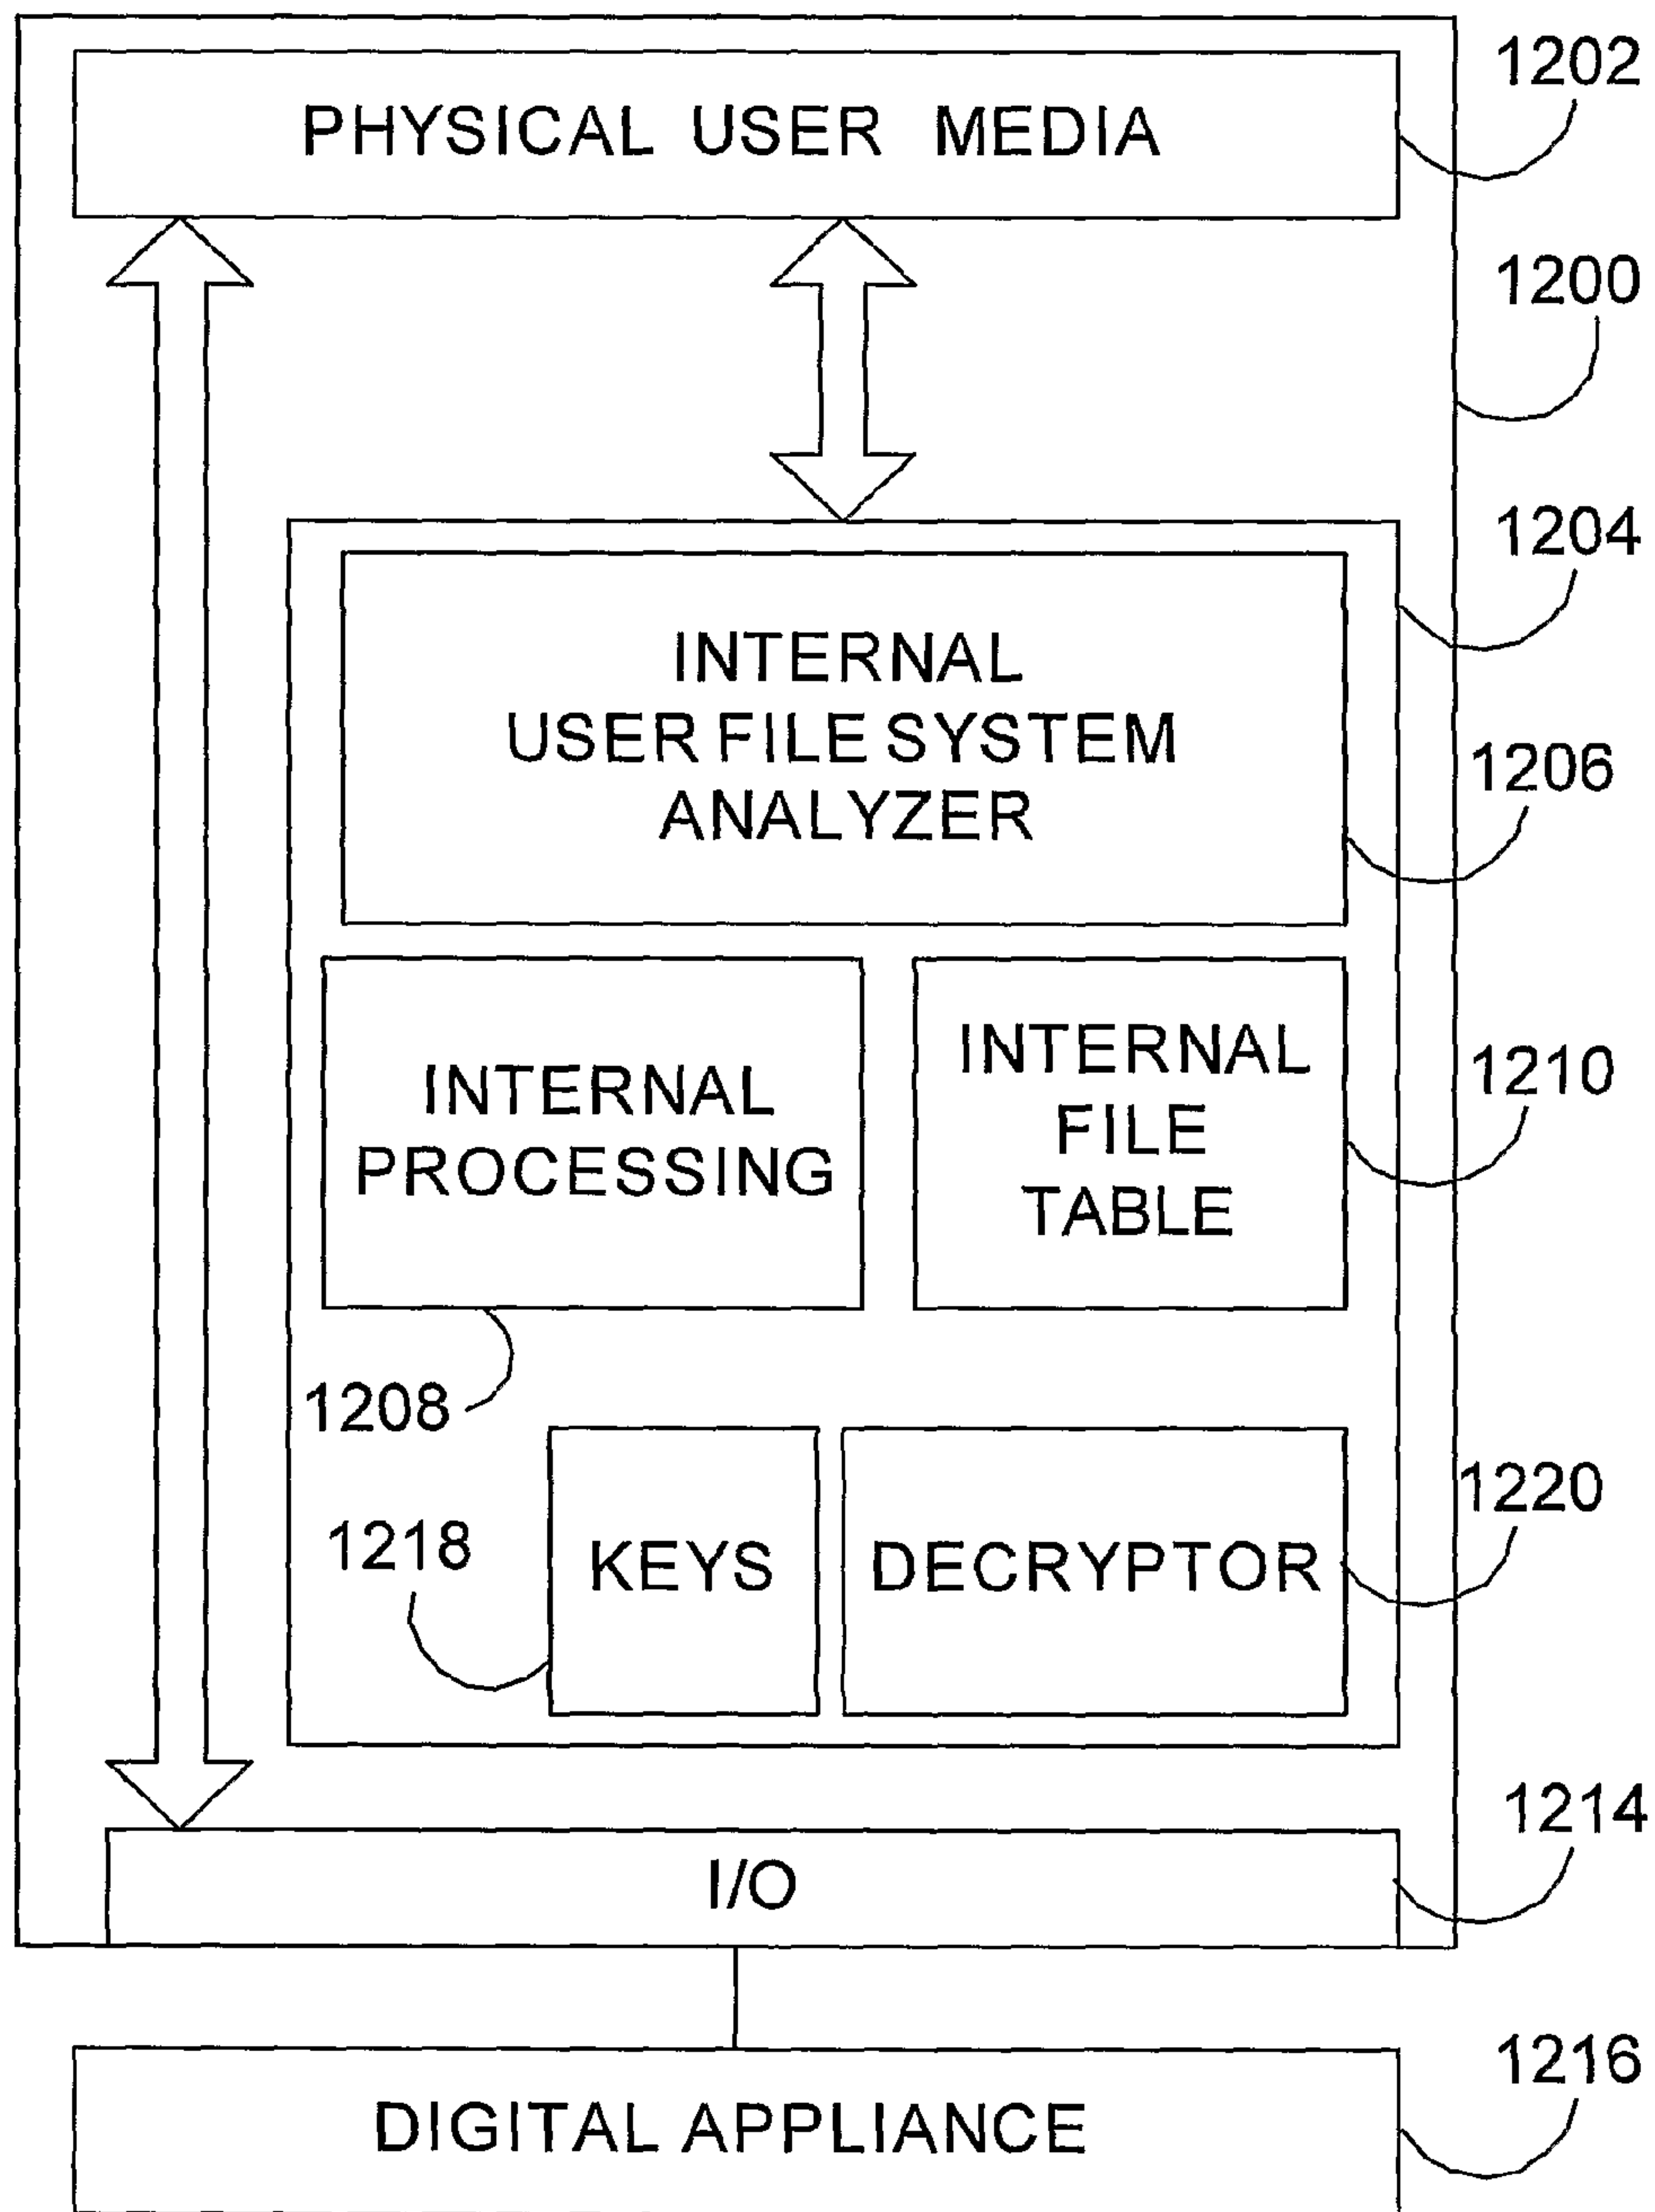 PHYSICAL USER MEDIA
1202
1200
1204
INTERNAL
USER FILE SYSTEM
ANALYZER
1206
INTERNAL
PROCESSING
INTERNAL
FILE
TABLE
1210
1208
1218
KEYS
DECRYPTOR
1220
I/O
1214
DIGITAL APPLIANCE
1216